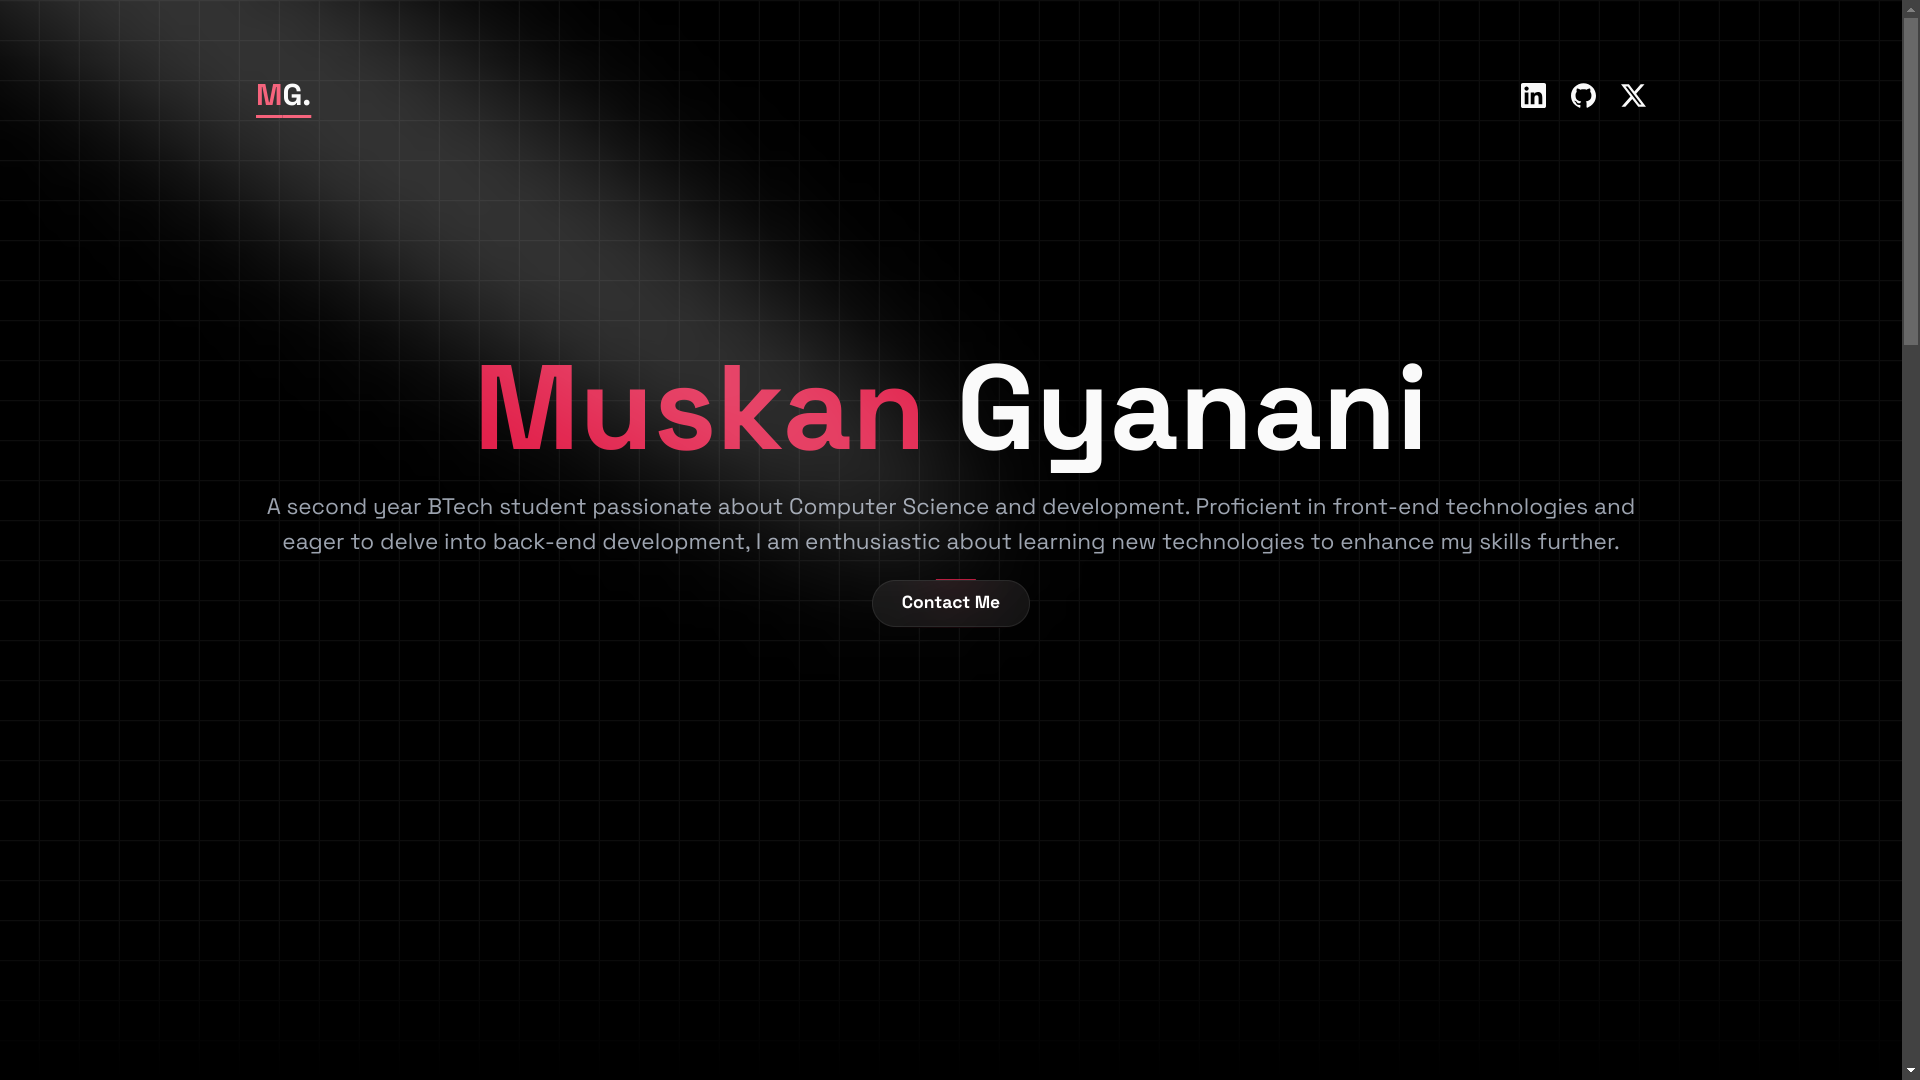 MG.
Muskan Gyanani
A second year BTech student passionate about Computer Science and development. Proficient in front-end technologies and
eager to delve into back-end development, I am enthusiastic about learning new technologies to enhance my skills further.
Contact Me